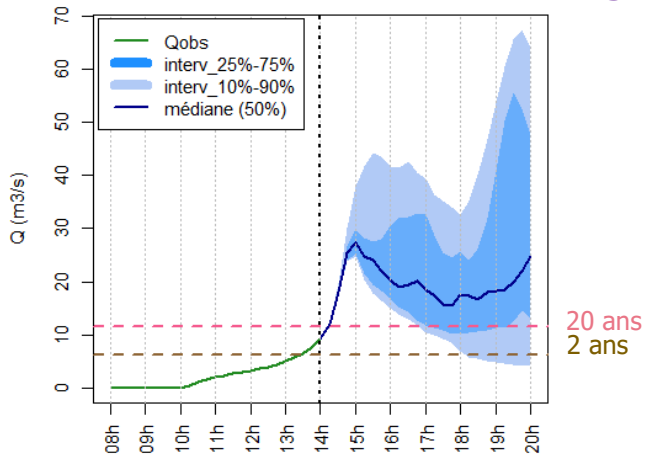 70
60
50
40
30
20
10
0
Q (m3/s)
Qobs
interv_25%-75%
interv_10%-90%
médiane (50%)
20 ans
2 ans
08h 09h 10h 11h 12h 13h 14h 15h 16h 17h 18h 19h 20h